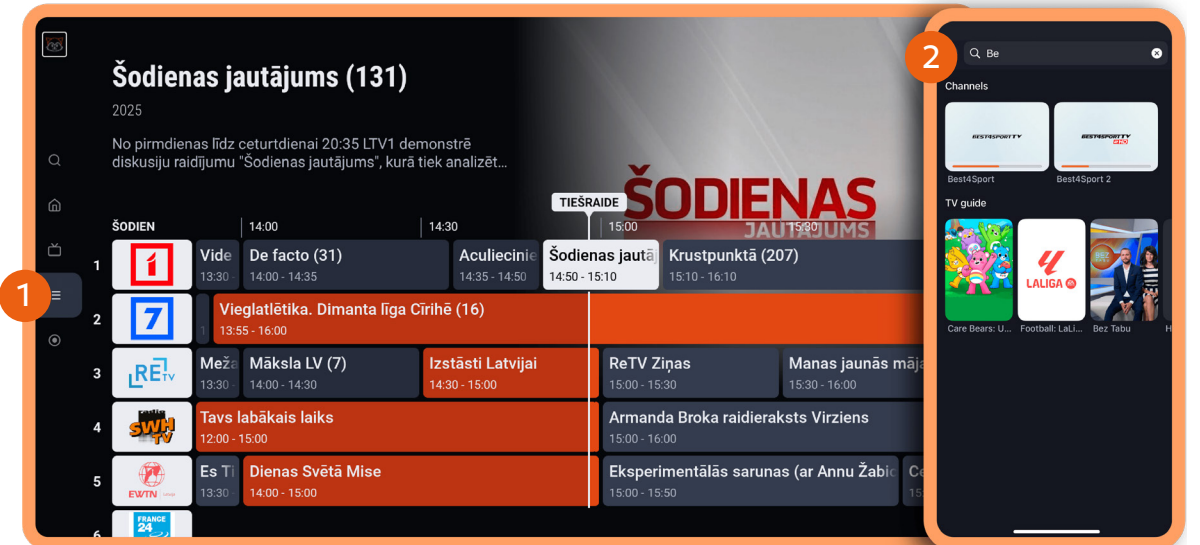 Šodienas jautājums (131)
2025
No pirmdienas līdz ceturtdienai 20:35 LTV1 demonstrē
diskusiju raidījumu "Šodienas jautājums", kurā tiek analizēt...
ŠODIENAS
JAUTĀJUMS
TIEŠRAIDE
ŠODIEN 14:00 14:30 15:00 15:30
1
1 Vide De facto (31) Aculiecinie Šodienas jautāj Krustpunktā (207)
13:30 - 14:00 - 14:35 14:35 - 14:50 14:50 - 15:10 15:10 - 16:10
2 7 Vieglatlētika. Dimanta līga Cīrihē (16)
1 13:55 - 16:00
3 RE TV Meža Māksla LV (7) Izstāsti Latvijai ReTV Ziņas Manas jaunās māja
13:30 - 14:00 - 14:30 14:30 - 15:00 15:00 - 15:30 15:30 - 16:00
4 radio SWH TV Tavs labākais laiks Armanda Broka raidieraksts Virziens
12:00 - 15:00 15:00 - 16:00
5 EWTN Es Ti Dienas Svētā Mise Eksperimentālās sarunas (ar Annu Žabic Ce
13:30 - 14:00 - 15:00 15:00 - 15:50 15:
6 FRANCE 24
2
Be
Channels
BEST4SPORTTV
BEST4SPORTTV
HD
Best4Sport Best4Sport 2
TV guide
LALIGA
BEZ TABU
Care Bears: U... Football: LaLi... Bez Tabu H